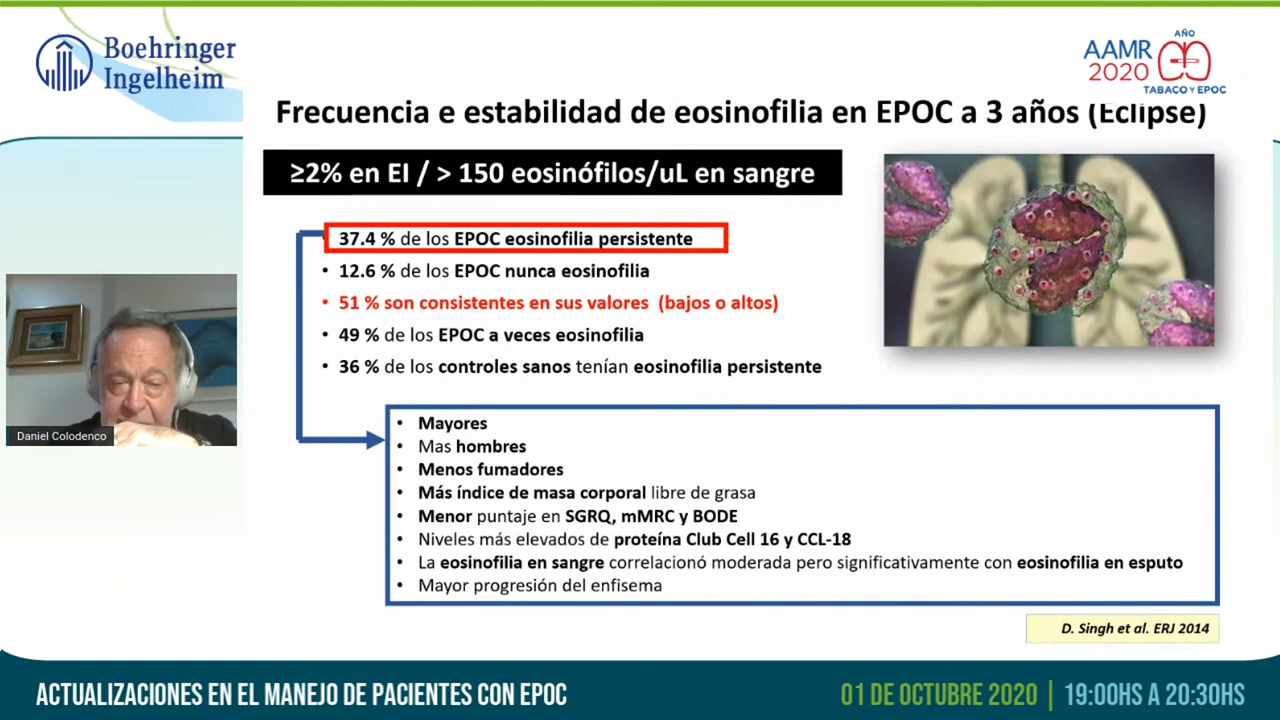 Boehringer
Ingelheim
AÑO
AAMR
2020
TABACO Y EPOC
Frecuencia e estabilidad de eosinofilia en EPOC a 3 años (Eclipse)
≥2% en EI / > 150 eosinófilos/uL en sangre
37.4 % de los EPOC eosinofilia persistente
• 12.6 % de los EPOC nunca eosinofilia
• 51 % son consistentes en sus valores (bajos o altos)
• 49 % de los EPOC a veces eosinofilia
• 36 % de los controles sanos tenían eosinofilia persistente
Daniel Colodenco
• Mayores
• Mas hombres
• Menos fumadores
• Más índice de masa corporal libre de grasa
• Menor puntaje en SGRQ, mMRC y BODE
• Niveles más elevados de proteína Club Cell 16 y CCL-18
• La eosinofilia en sangre correlacionó moderada pero significativamente con eosinofilia en esputo
• Mayor progresión del enfisema
D. Singh et al. ERJ 2014
ACTUALIZACIONES EN EL MANEJO DE PACIENTES CON EPOC
01 DE OCTUBRE 2020 | 19:00HS A 20:30HS